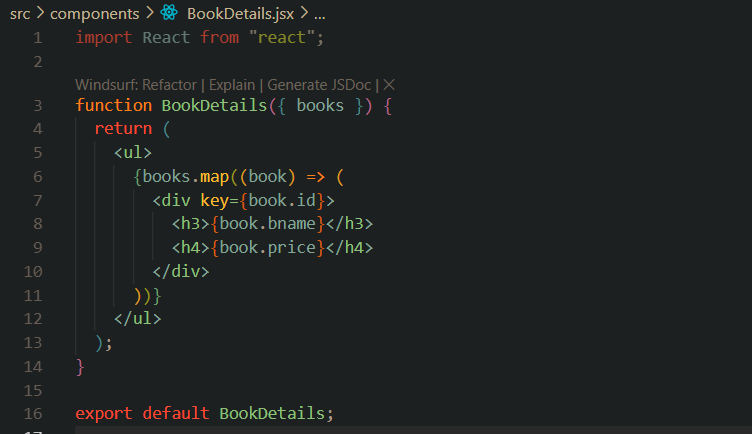 src > components > BookDetails.jsx > ...
1 import React from "react";
2
Windsurf: Refactor | Explain | Generate JSDoc | ×
3 function BookDetails({ books }) {
4   return (
5     <ul>
6       {books.map((book) => (
7         <div key={book.id}>
8           <h3>{book.bname}</h3>
9           <h4>{book.price}</h4>
10         </div>
11       ))}
12     </ul>
13   );
14 }
15
16 export default BookDetails;
17